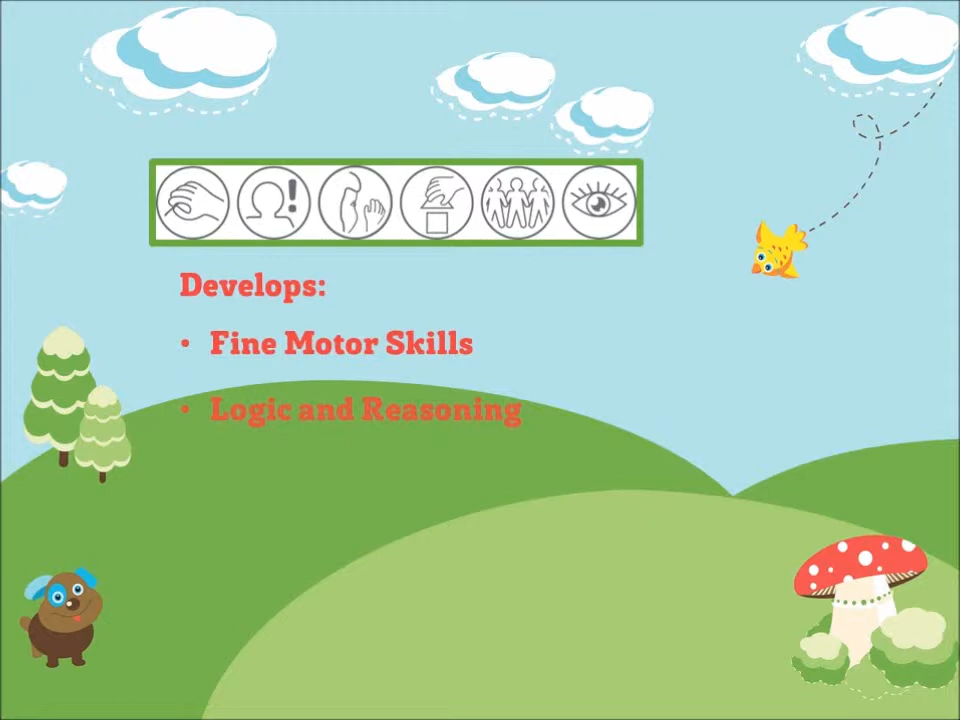 Develops:
• Fine Motor Skills
• Logic and Reasoning